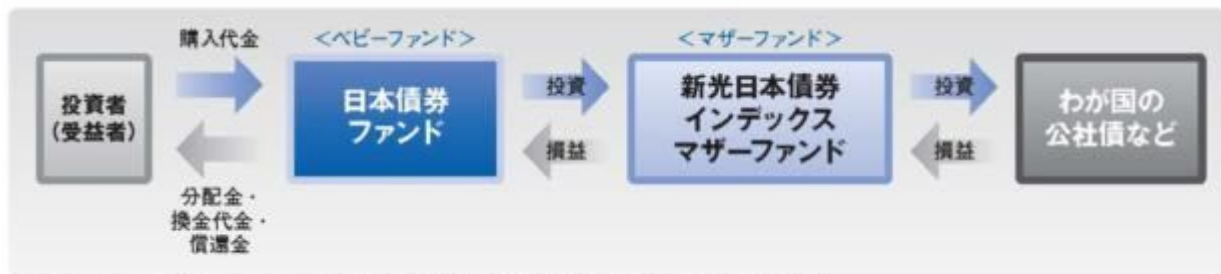 購入代金
<ベビーファンド>
<マザーファンド>
投資者
(受益者)
日本債券
ファンド
投資
損益
新光日本債券
インデックス
マザーファンド
投資
損益
わが国の
公社債など
分配金・
換金代金・
償還金